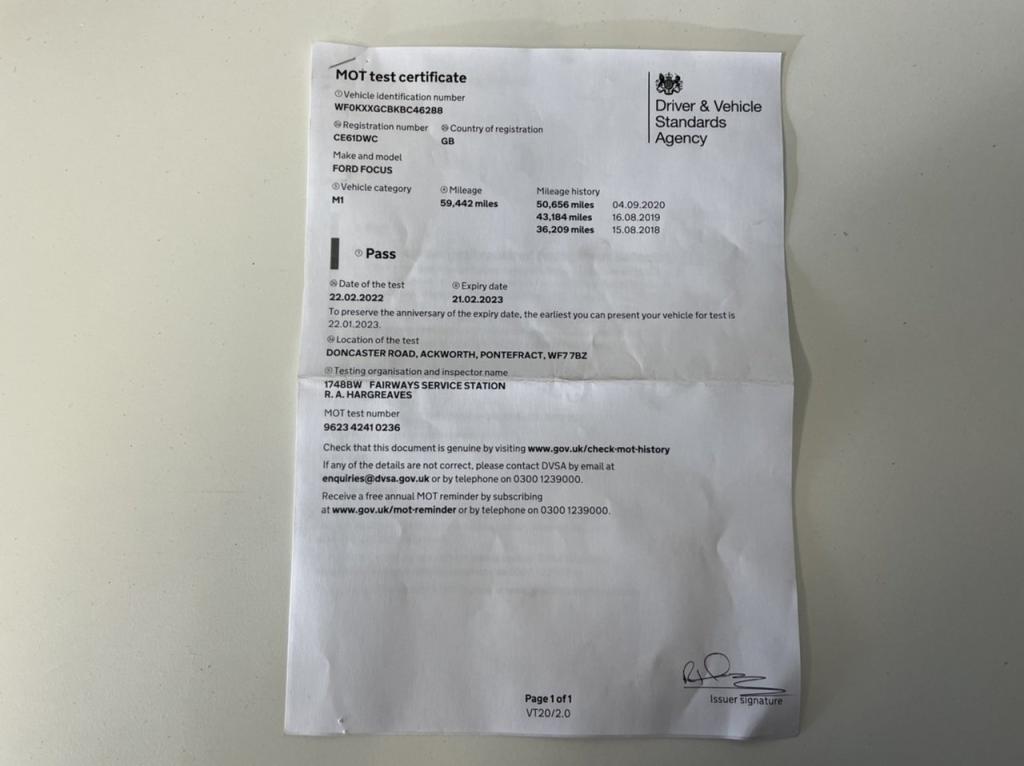 MOT test certificate
Vehicle identification number
WF0KXXGCBKBC46288
Registration number Country of registration
CE61DWC GB
Make and model
FORD FOCUS
Vehicle category Mileage Mileage history
M1 59,442 miles 50,656 miles 04.09.2020
43,184 miles 16.08.2019
36,209 miles 15.08.2018
Pass
Date of the test Expiry date
22.02.2022 21.02.2023
To preserve the anniversary of the expiry date, the earliest you can present your vehicle for test is
22.01.2023.
Location of the test
DONCASTER ROAD, ACKWORTH, PONTEFRACT, WF7 7BZ
Testing organisation and inspector name
1748BW FAIRWAYS SERVICE STATION
R. A. HARGREAVES
MOT test number
9623 4241 0236
Check that this document is genuine by visiting www.gov.uk/check-mot-history
If any of the details are not correct, please contact DVSA by email at
enquiries@dvsa.gov.uk or by telephone on 0300 1239000.
Receive a free annual MOT reminder by subscribing
at www.gov.uk/mot-reminder or by telephone on 0300 1239000.
Driver & Vehicle
Standards
Agency
Issuer signature
Page 1 of 1
VT20/2.0